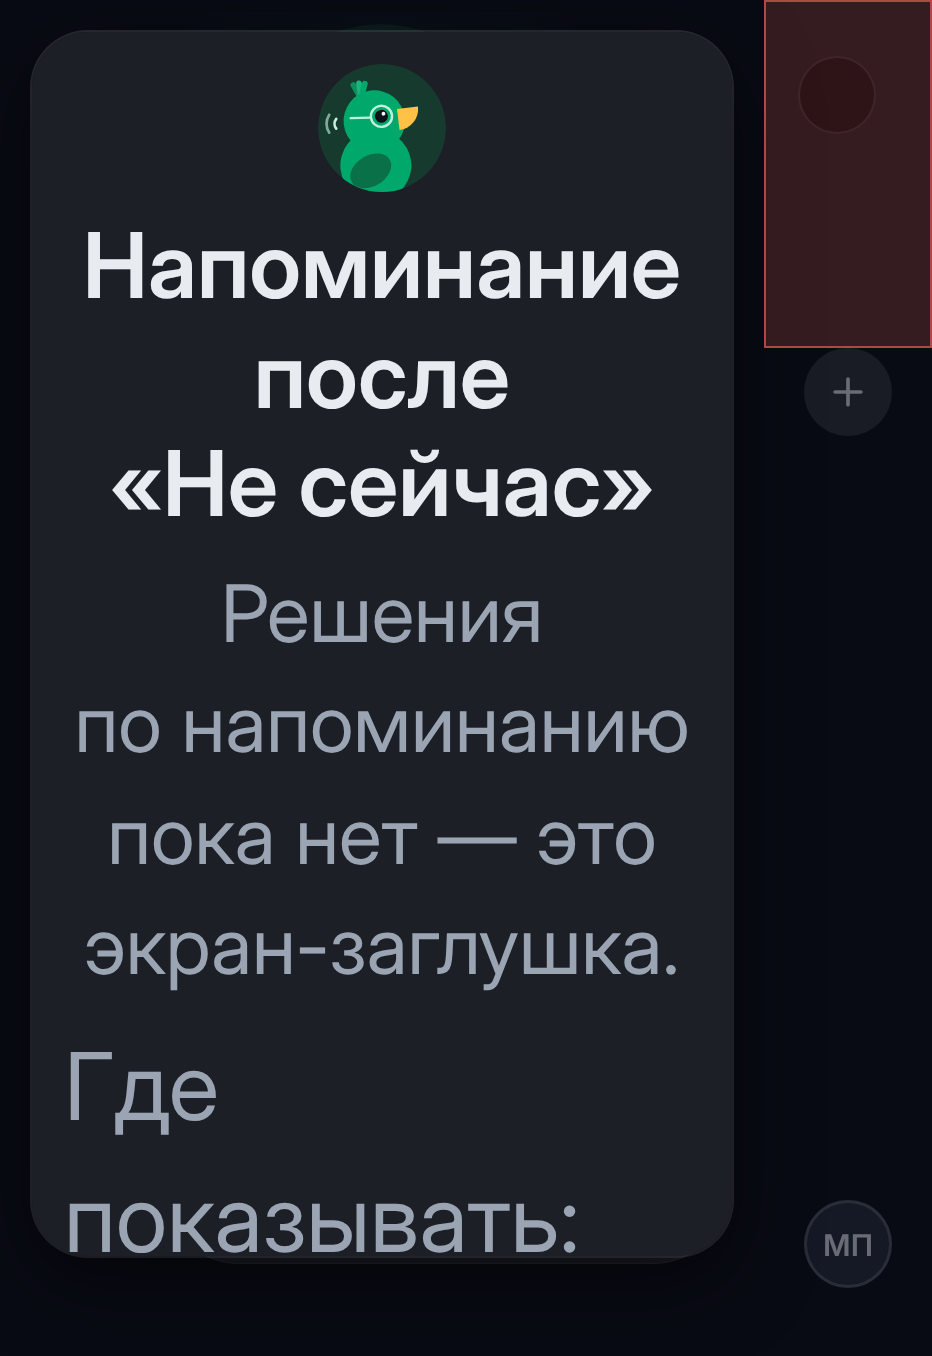 Напоминание
после
«Не сейчас»
Решения
по напоминанию
пока нет — это
экран-заглушка.
Где
показывать:
МП